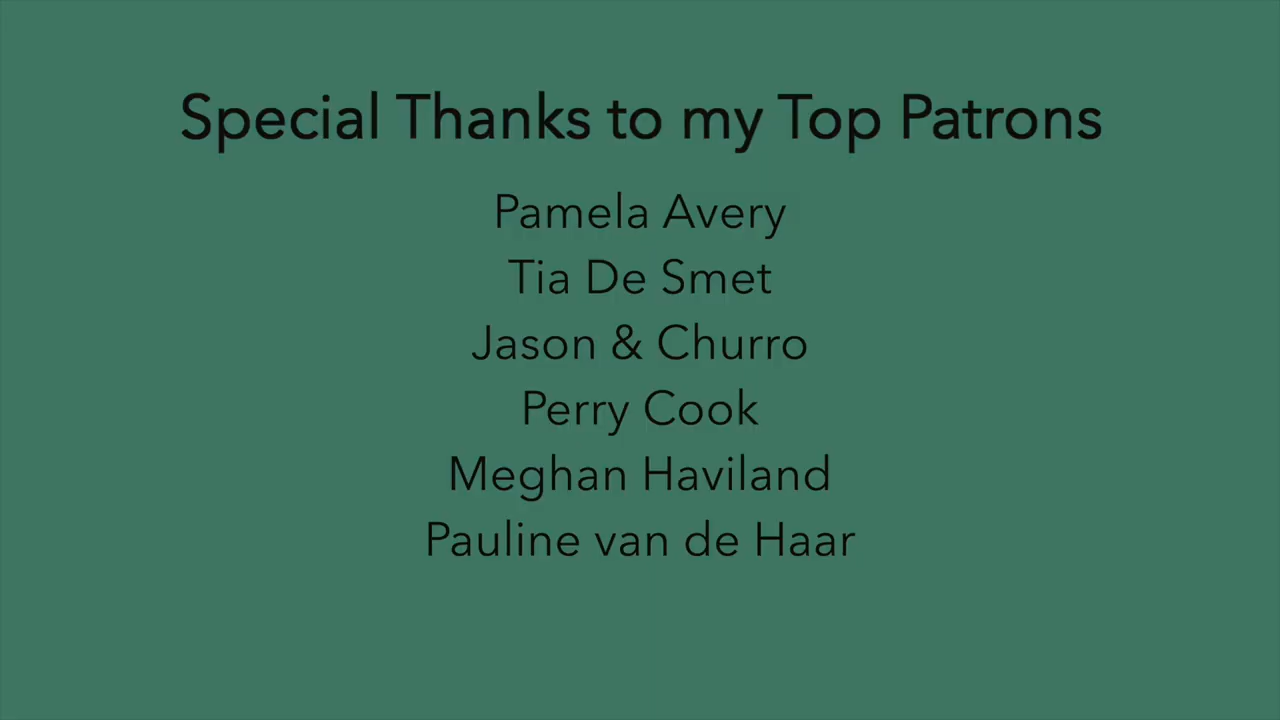 Special Thanks to my Top Patrons
Pamela Avery
Tia De Smet
Jason & Churro
Perry Cook
Meghan Haviland
Pauline van de Haar